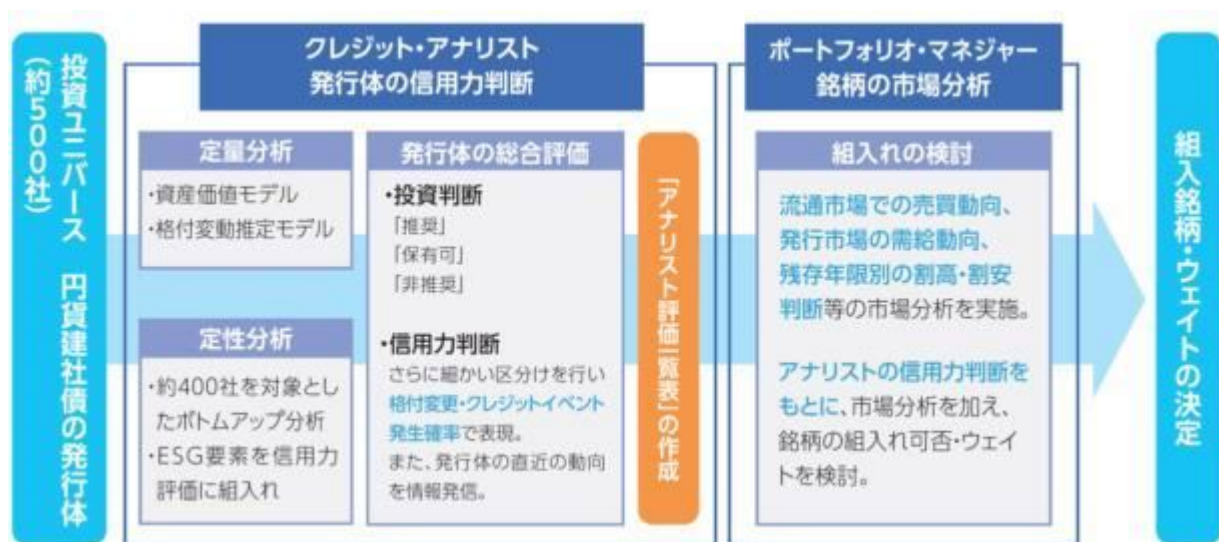 投資ユニバース　円貨建社債の発行体
（約500社）
クレジット・アナリスト
発行体の信用力判断
定量分析
・資産価値モデル
・格付変動推定モデル
定性分析
・約400社を対象とし
たボトムアップ分析
・ESG要素を信用力
評価に組入れ
発行体の総合評価
・投資判断
「推奨」
「保有可」
「非推奨」
・信用力判断
さらに細かい区分けを行い
格付変更・クレジットイベント
発生確率で表現。
また、発行体の直近の動向
を情報発信。
「アナリスト評価一覧表」の作成
ポートフォリオ・マネジャー
銘柄の市場分析
組入れの検討
流通市場での売買動向、
発行市場の需給動向、
残存年限別の割高・割安
判断等の市場分析を実施。
アナリストの信用力判断を
もとに、市場分析を加え、
銘柄の組入れ可否・ウェイ
トを検討。
組入銘柄・ウェイトの決定